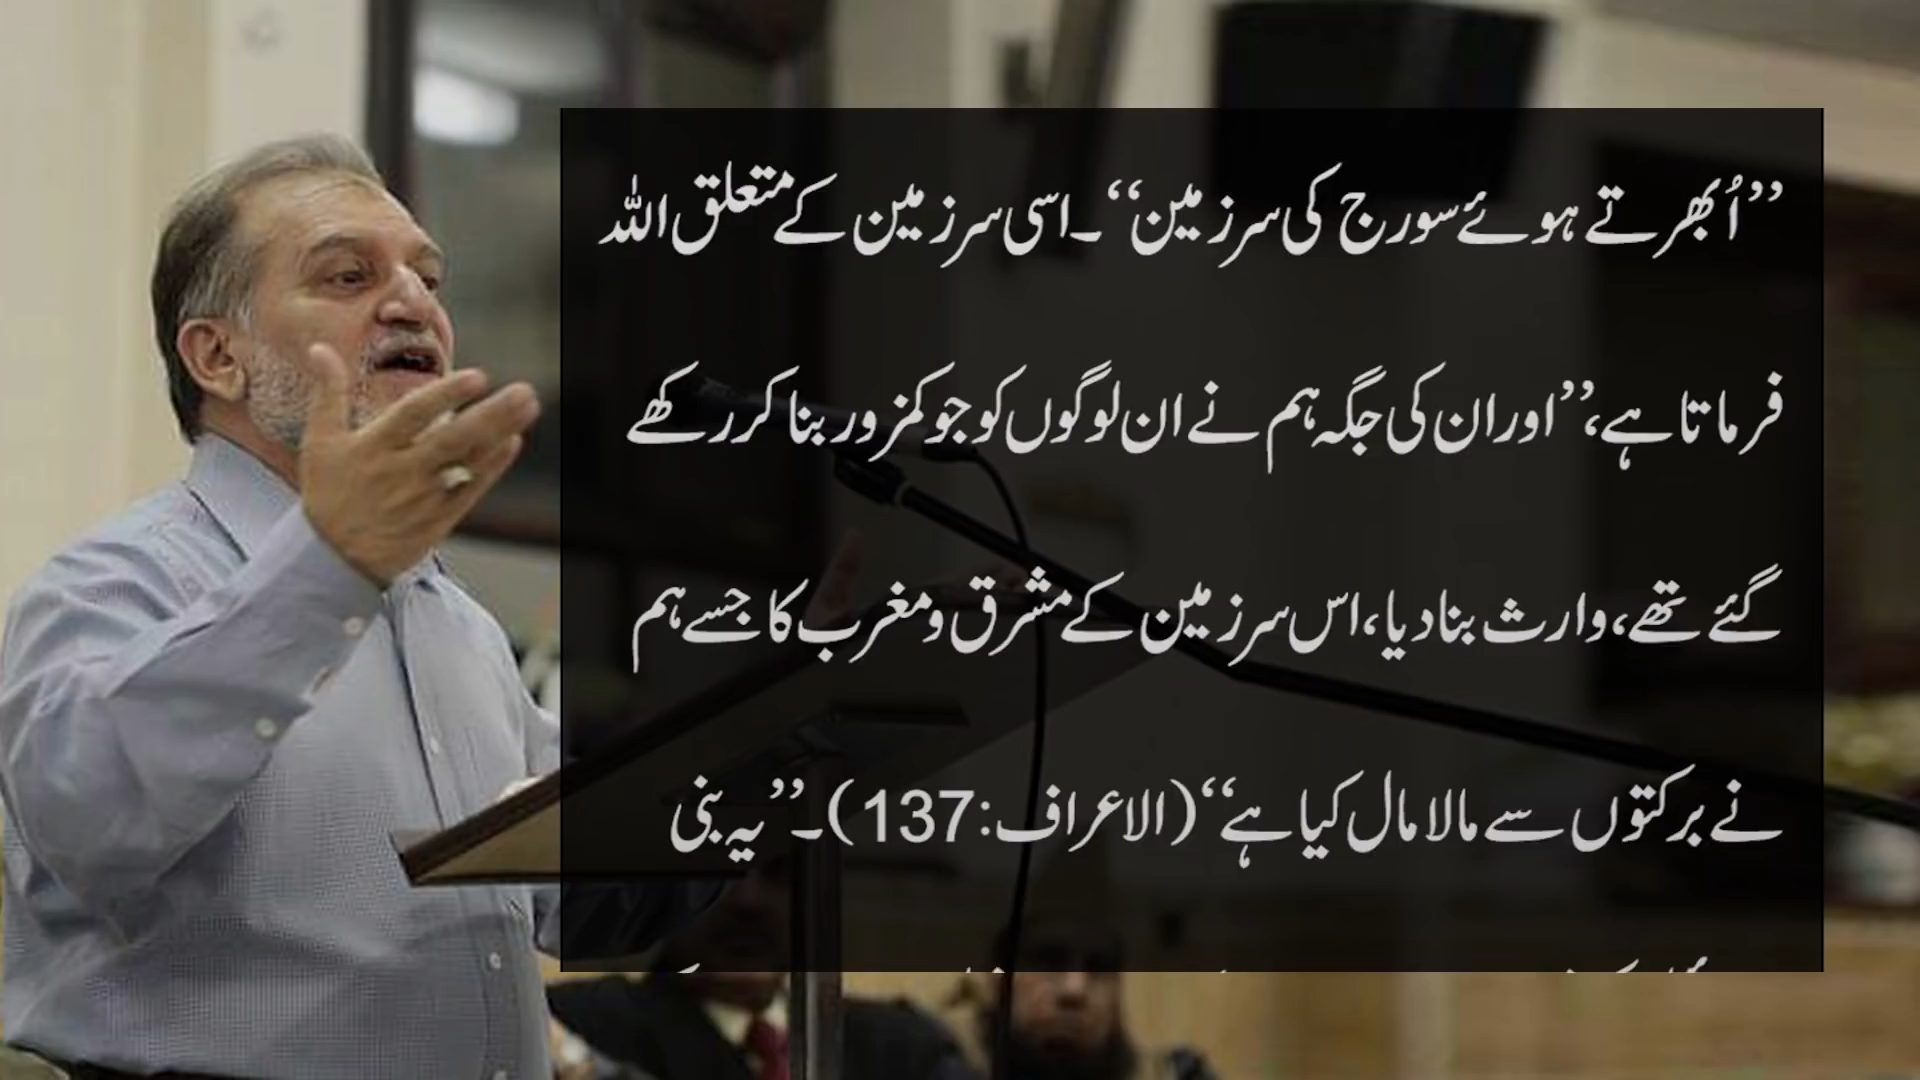 ’’اُبھرتے ہوئے سورج کی سرزمین‘‘۔اسی سرزمین کے متعلق اللہ
فرماتا ہے،’’اور ان کی جگہ ہم نے ان لوگوں کو جو کمزور بنا کر رکھے
گئے تھے، وارث بنا دیا، اس سرزمین کے مشرق و مغرب کا جسے ہم
نے برکتوں سے مالا مال کیا ہے‘‘(الاعراف:137)۔’’یہ بنی